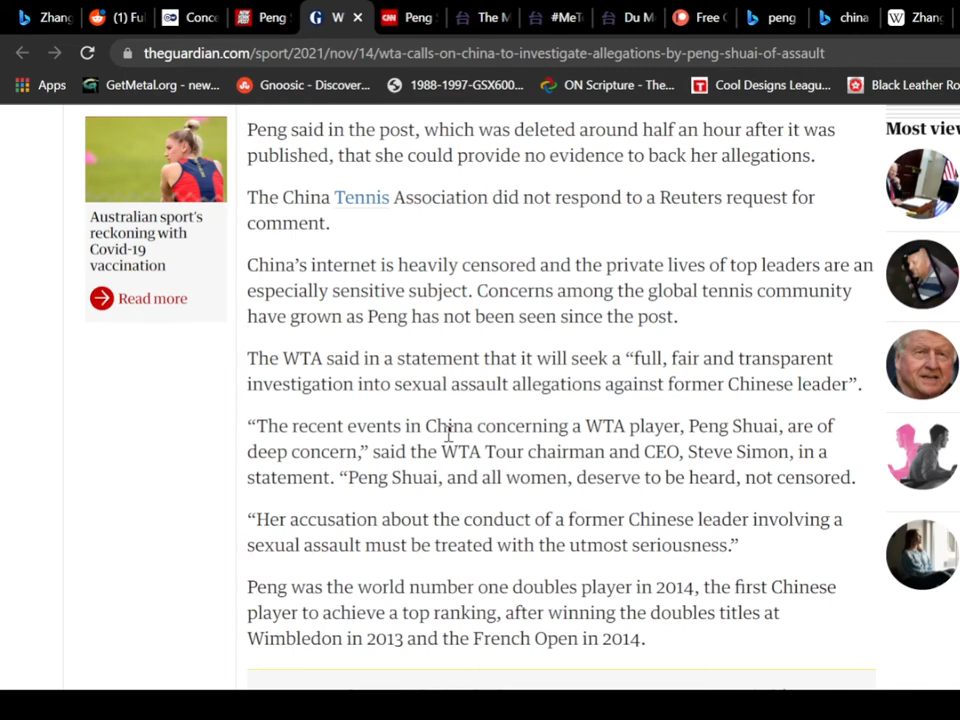 Zhang
(1) Ful
Conce
Peng
W
Peng
The M
#MeT
Du M
Free C
peng
china
Zhang
theguardian.com/sport/2021/nov/14/wta-calls-on-china-to-investigate-allegations-by-peng-shuai-of-assault
Apps
GetMetal.org - new...
Gnoosic - Discover...
1988-1997-GSX600...
ON Scripture - The...
Cool Designs Leagu...
Black Leather Ro
Australian sport's
reckoning with
Covid-19
vaccination
Read more
Peng said in the post, which was deleted around half an hour after it was
published, that she could provide no evidence to back her allegations.
The China Tennis Association did not respond to a Reuters request for
comment.
China's internet is heavily censored and the private lives of top leaders are an
especially sensitive subject. Concerns among the global tennis community
have grown as Peng has not been seen since the post.
The WTA said in a statement that it will seek a “full, fair and transparent
investigation into sexual assault allegations against former Chinese leader”.
“The recent events in China concerning a WTA player, Peng Shuai, are of
deep concern,” said the WTA Tour chairman and CEO, Steve Simon, in a
statement. “Peng Shuai, and all women, deserve to be heard, not censored.
“Her accusation about the conduct of a former Chinese leader involving a
sexual assault must be treated with the utmost seriousness.”
Peng was the world number one doubles player in 2014, the first Chinese
player to achieve a top ranking, after winning the doubles titles at
Wimbledon in 2013 and the French Open in 2014.
Most view